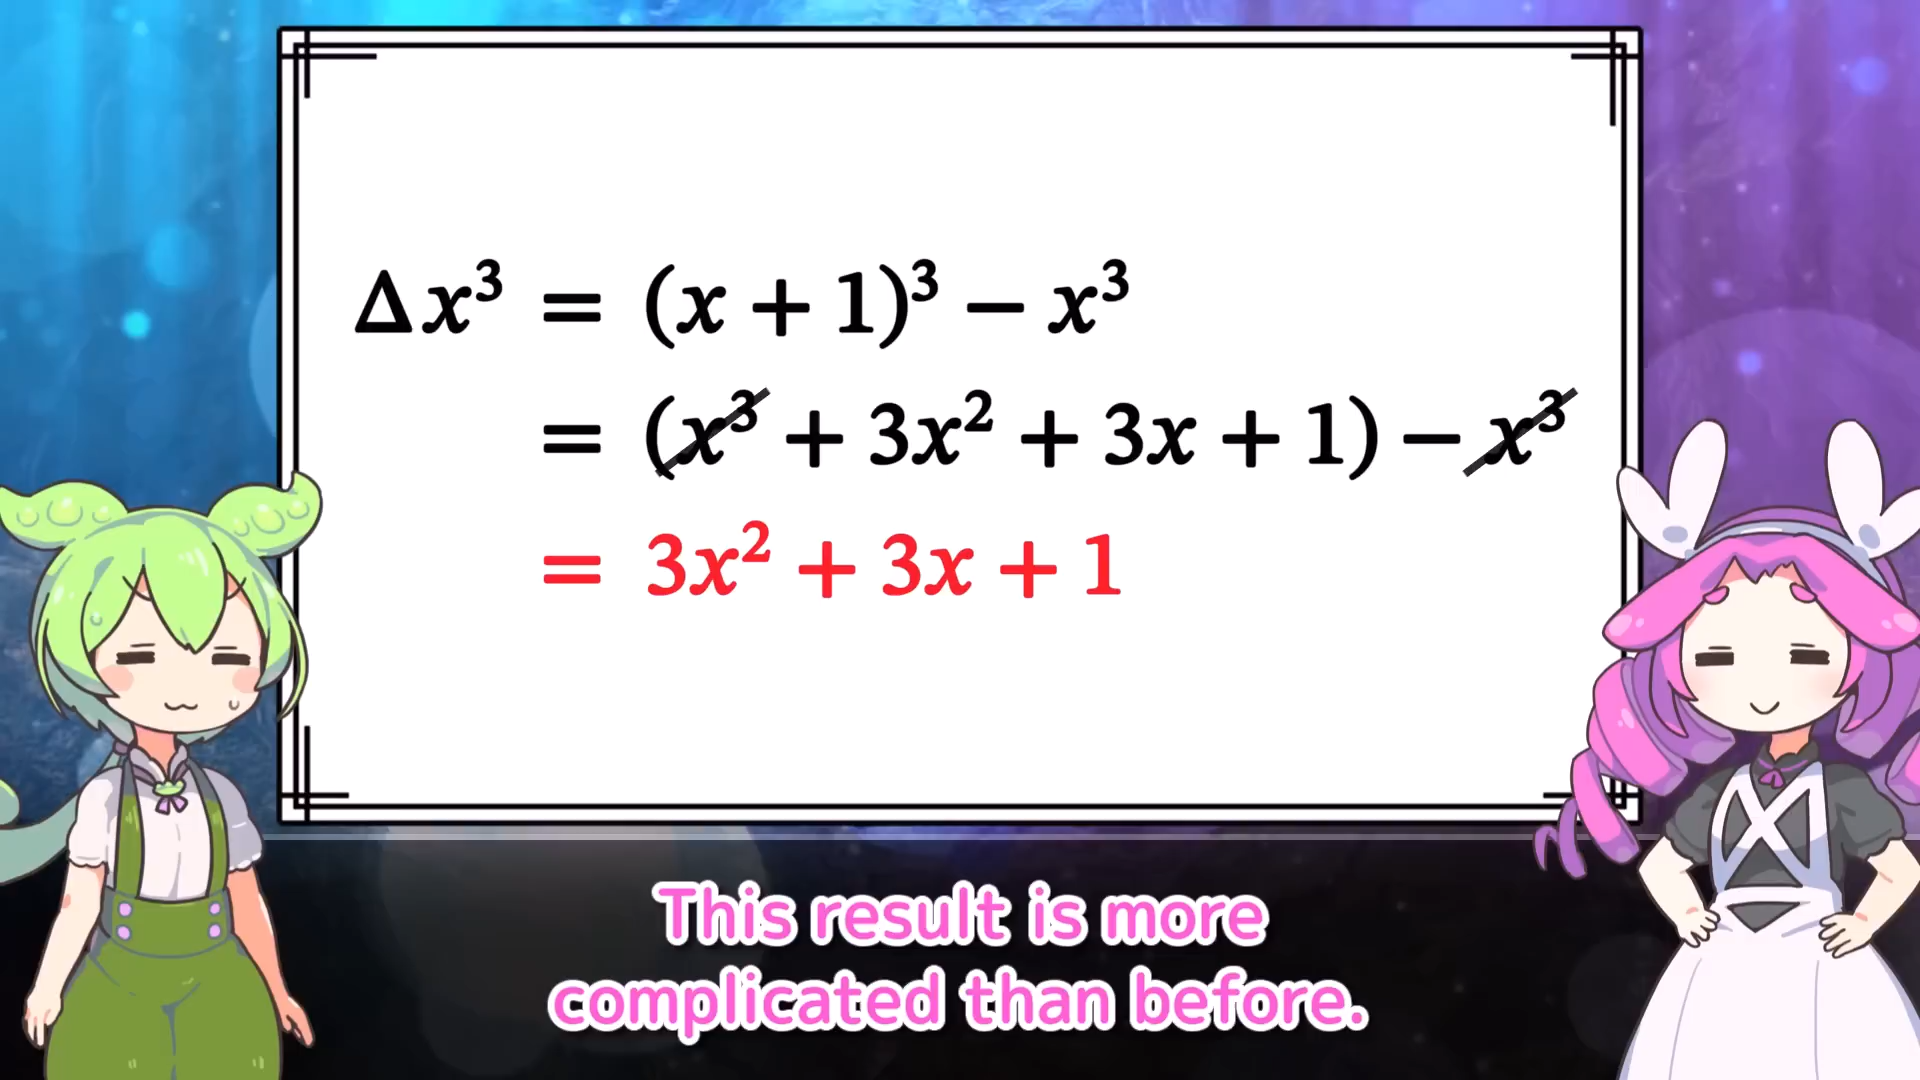 Δx³ = (x + 1)³ − x³
= (x³ + 3x² + 3x + 1) − x³
= 3x² + 3x + 1
This result is more
complicated than before.